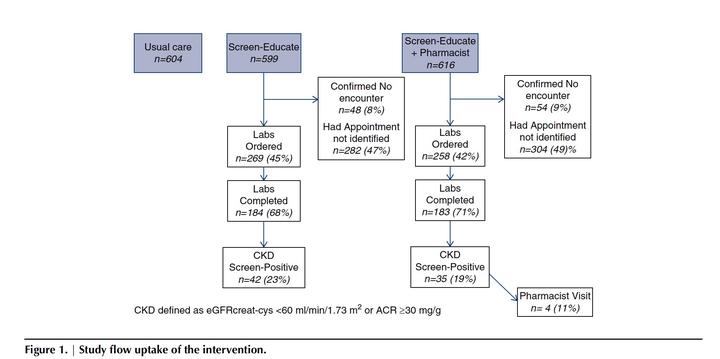 Usual care
n=604
Screen-Educate
n=599
Screen-Educate
+ Pharmacist
n=616
Confirmed No
encounter
n=48 (8%)
Had Appointment
not identified
n=282 (47%)
Confirmed No
encounter
n=54 (9%)
Had Appointment
not identified
n=304 (49)%
Labs
Ordered
n=269 (45%)
Labs
Ordered
n=258 (42%)
Labs
Completed
n=184 (68%)
Labs
Completed
n=183 (71%)
CKD
Screen-Positive
n=42 (23%)
CKD
Screen-Positive
n=35 (19%)
Pharmacist Visit
n= 4 (11%)
CKD defined as eGFRcreat-cys <60 ml/min/1.73 m² or ACR ≥30 mg/g
Figure 1. | Study flow uptake of the intervention.